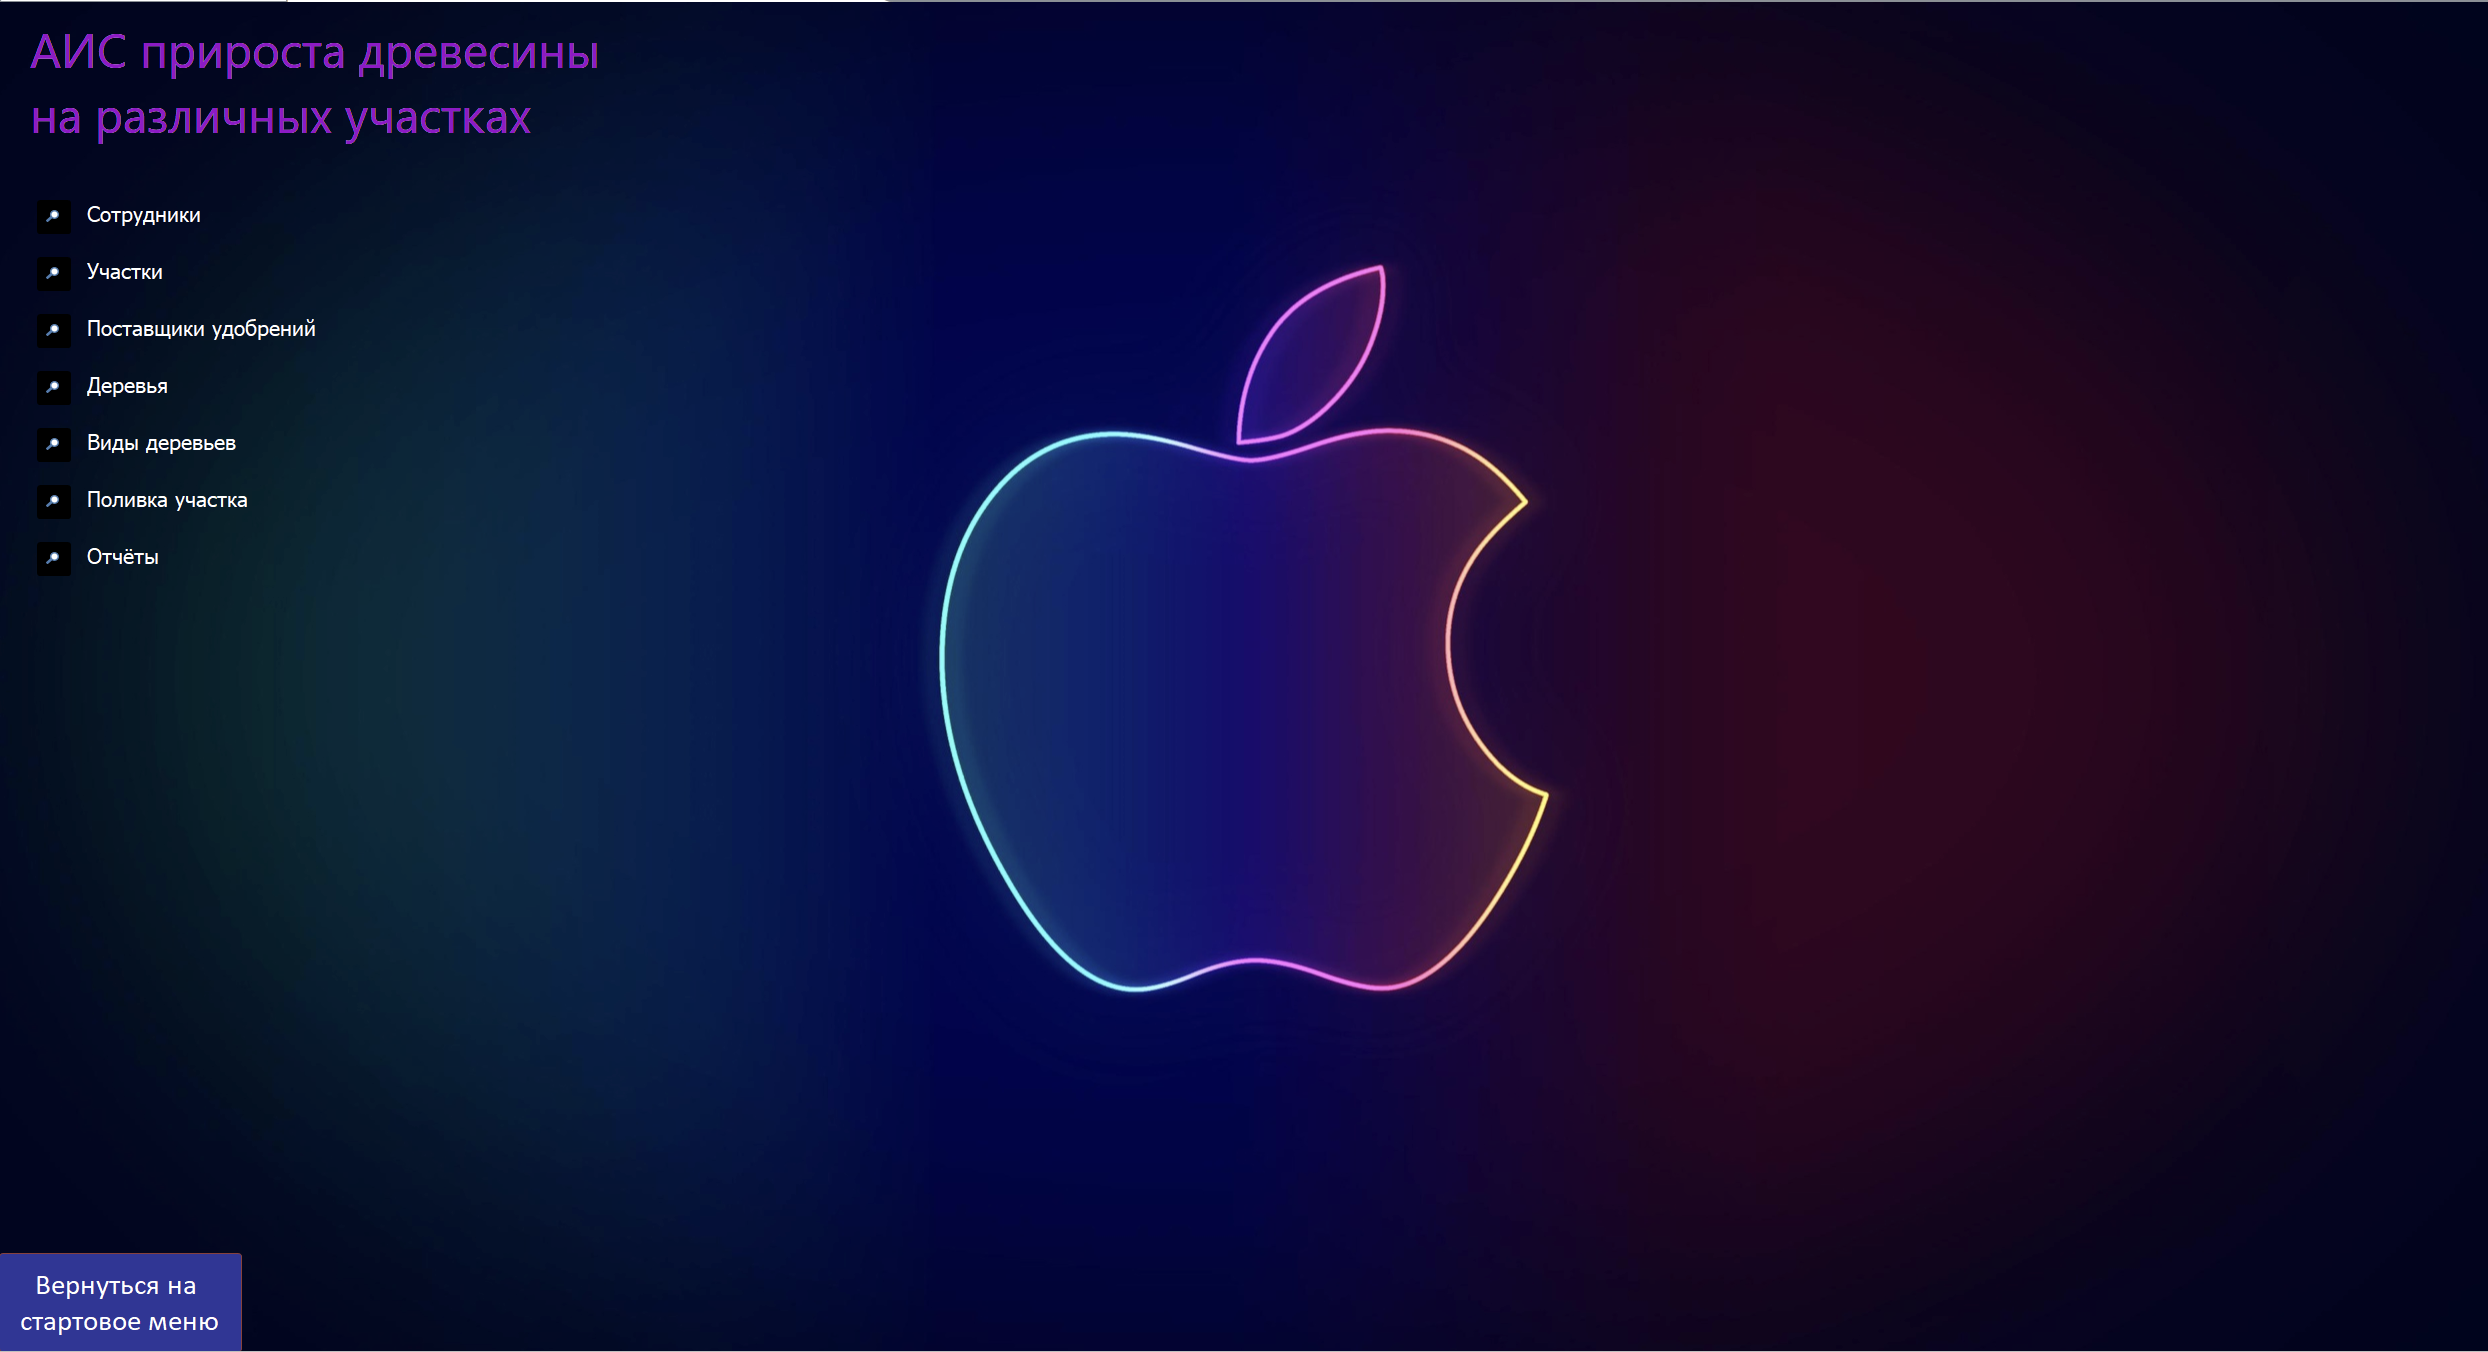 АИС прироста древесины
на различных участках
Сотрудники
Участки
Поставщики удобрений
Деревья
Виды деревьев
Поливка участка
Отчёты
Вернуться на
стартовое меню